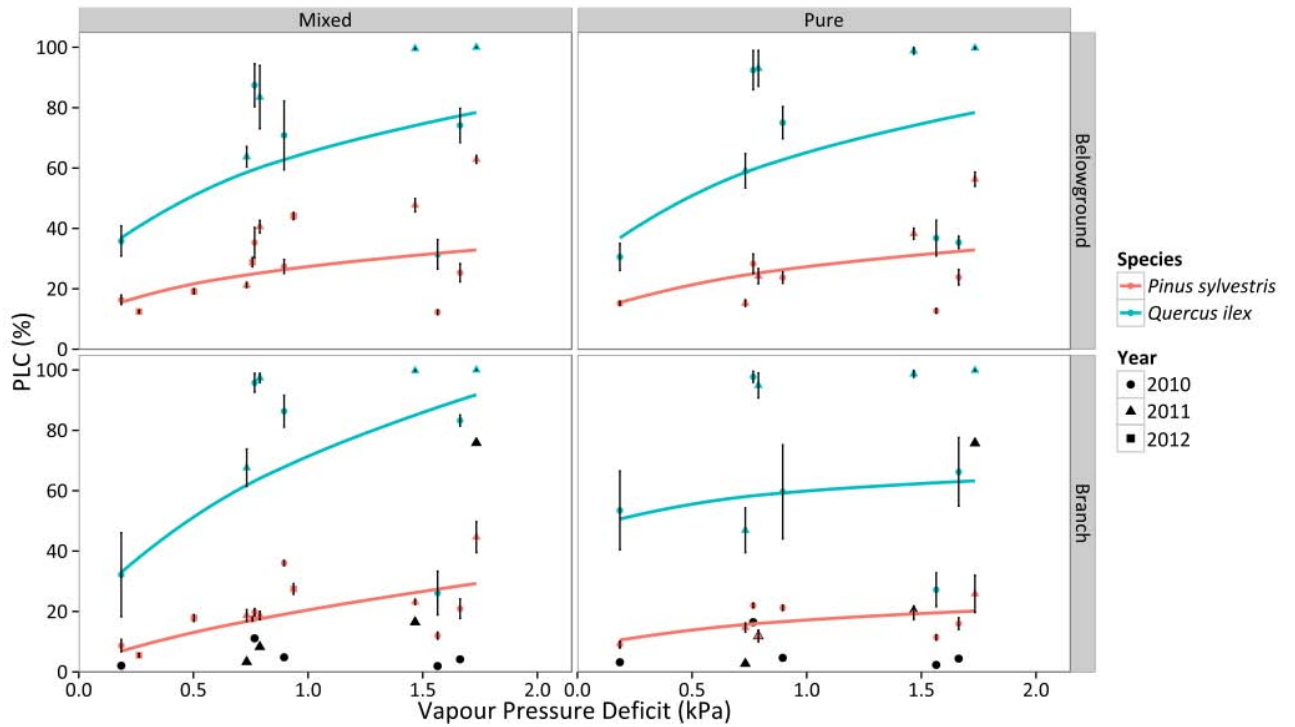 Mixed
Pure
100
80
60
40
20
0
Belowground
100
80
60
40
20
0
Branch
PLC (%)
0.0 0.5 1.0 1.5 2.0 0.0 0.5 1.0 1.5 2.0
Vapour Pressure Deficit (kPa)
Species
Pinus sylvestris
Quercus ilex
Year
2010
2011
2012